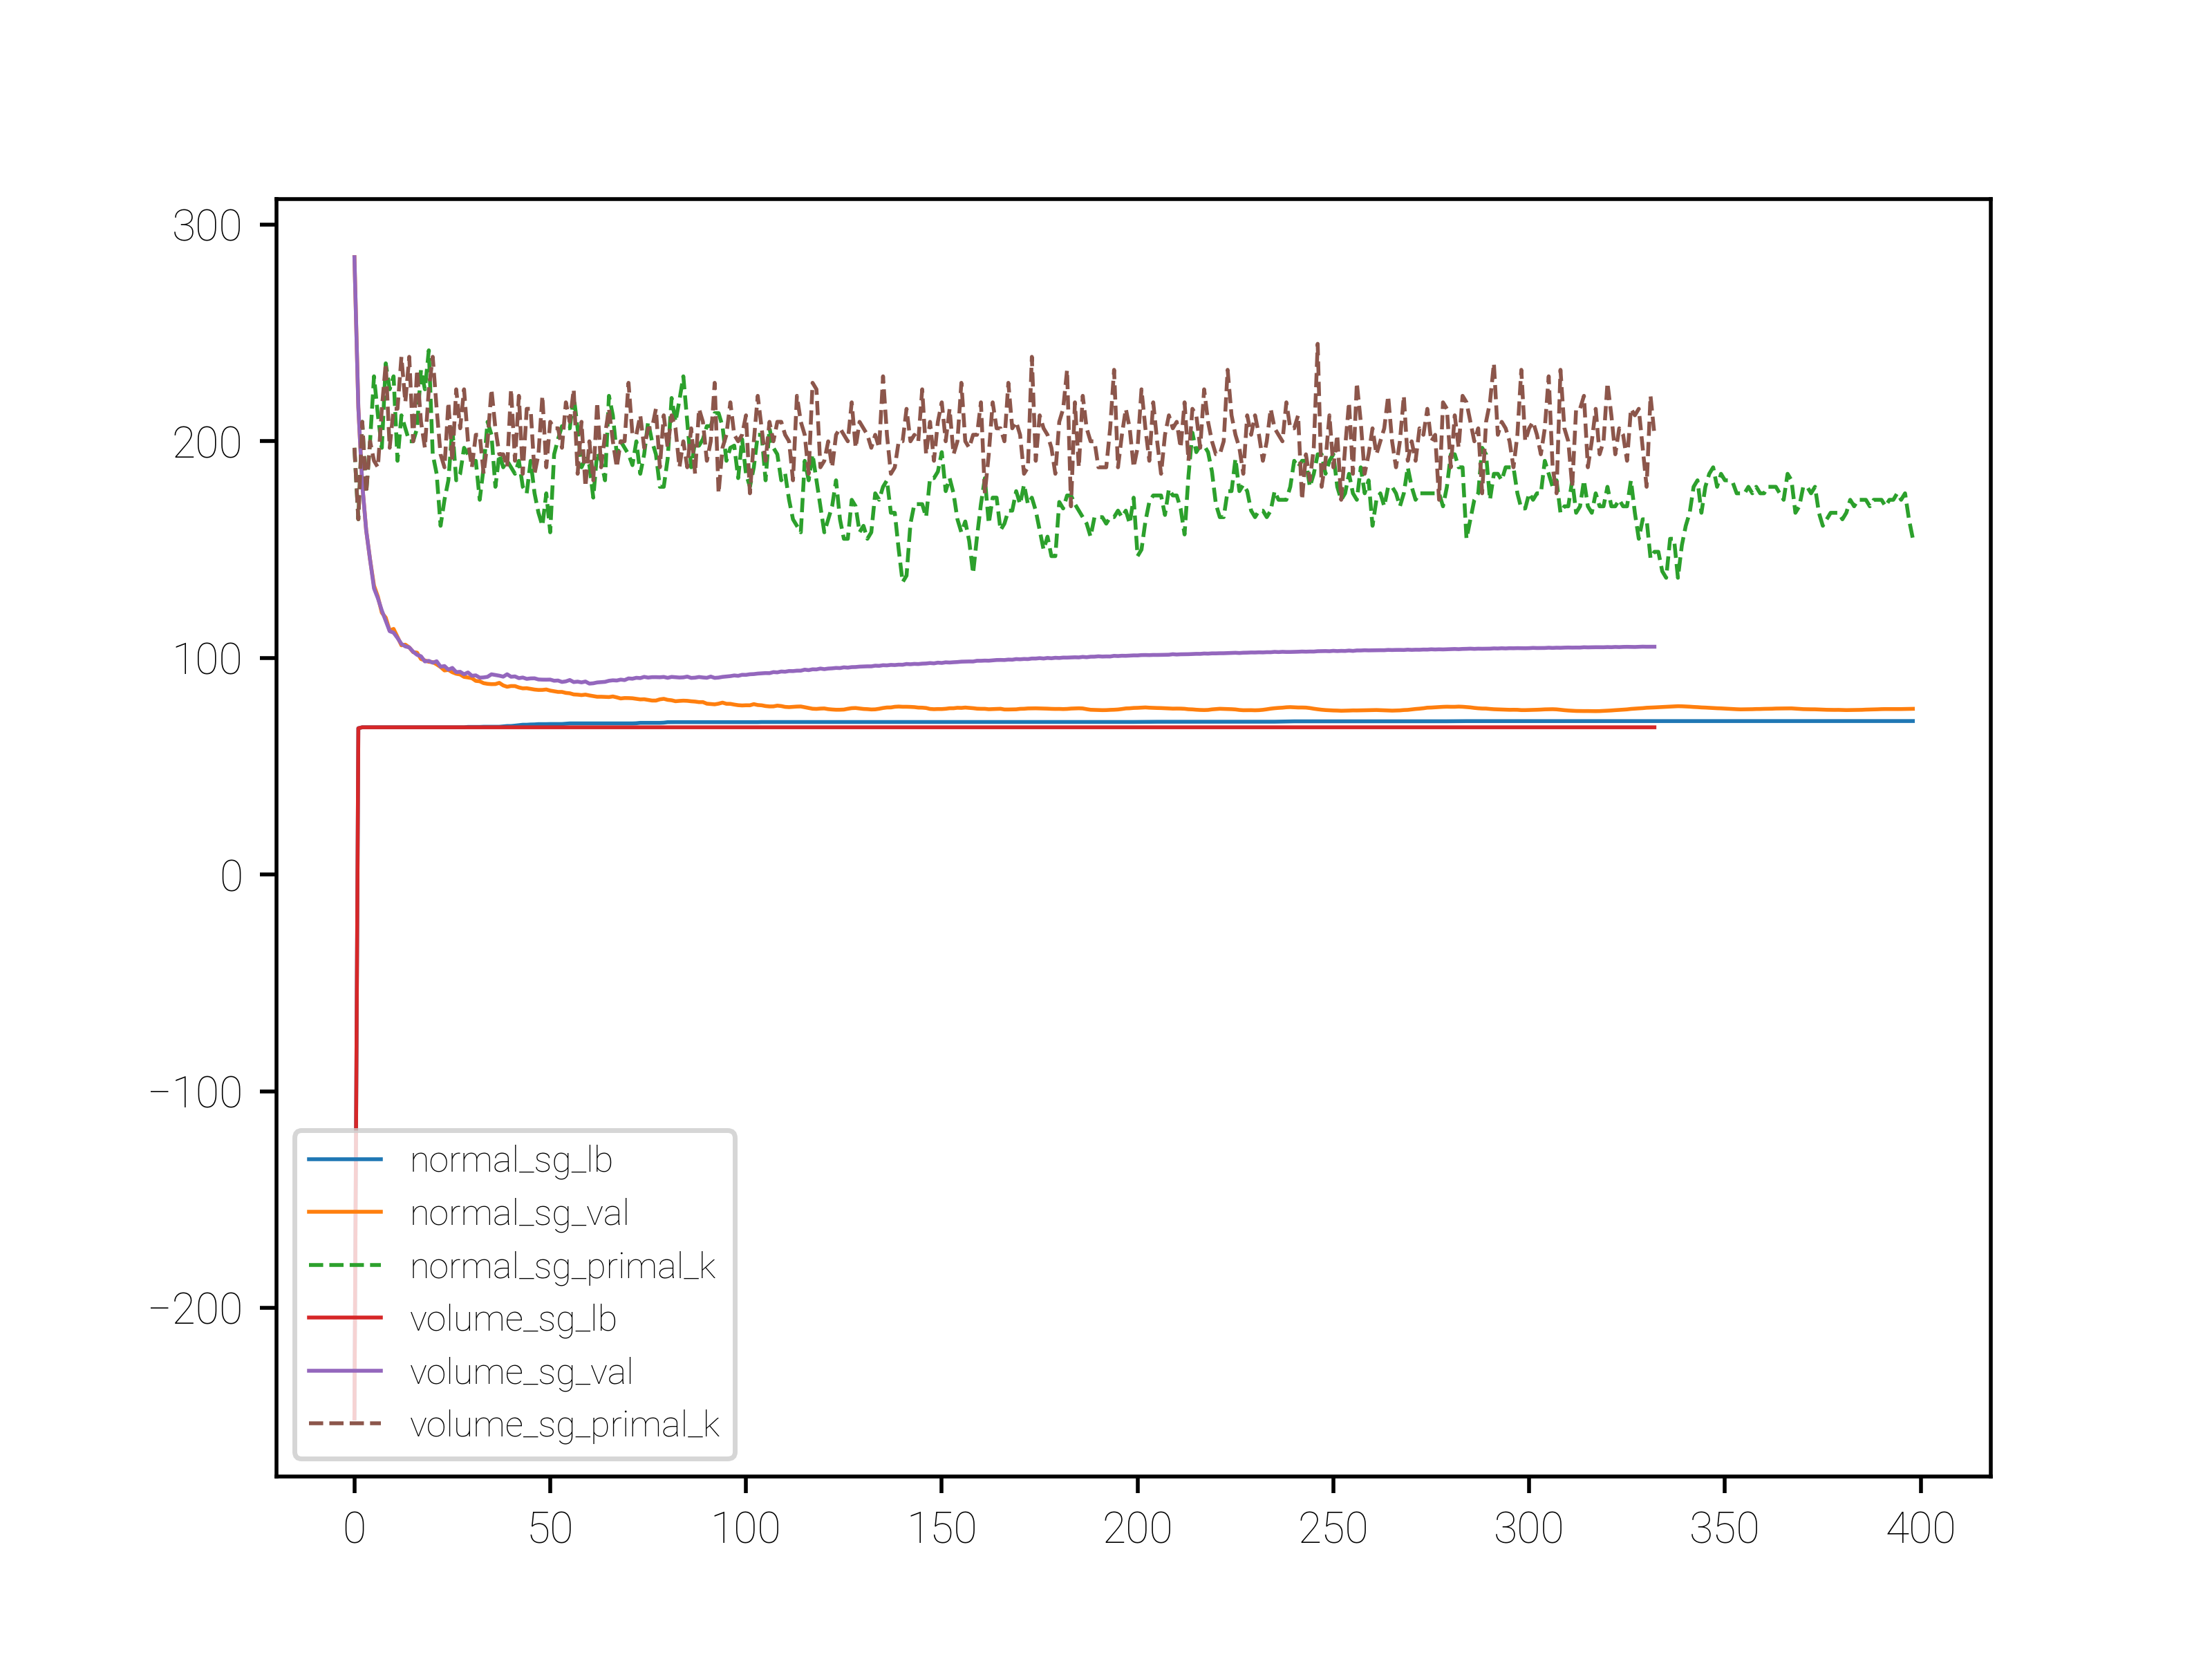 300
200
100
0
−100
−200
normal_sg_lb
normal_sg_val
normal_sg_primal_k
volume_sg_lb
volume_sg_val
volume_sg_primal_k
0 50 100 150 200 250 300 350 400